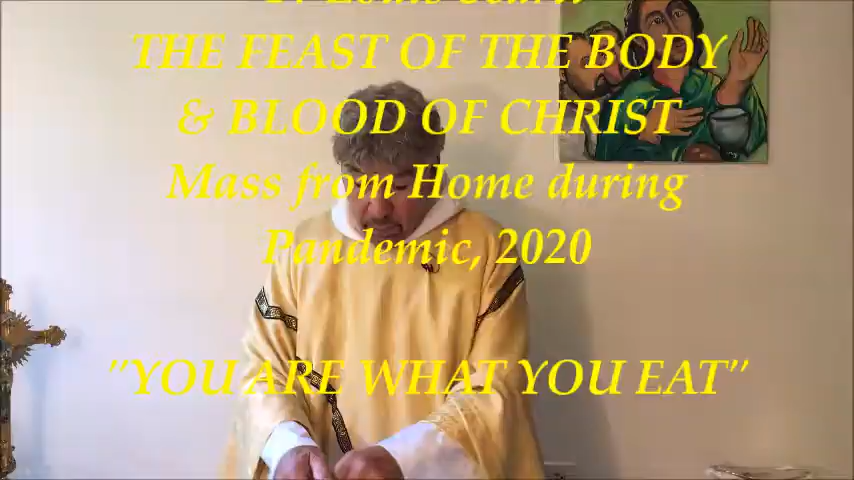 THE FEAST OF THE BODY
& BLOOD OF CHRIST
Mass from Home during
Pandemic, 2020
"YOU ARE WHAT YOU EAT"